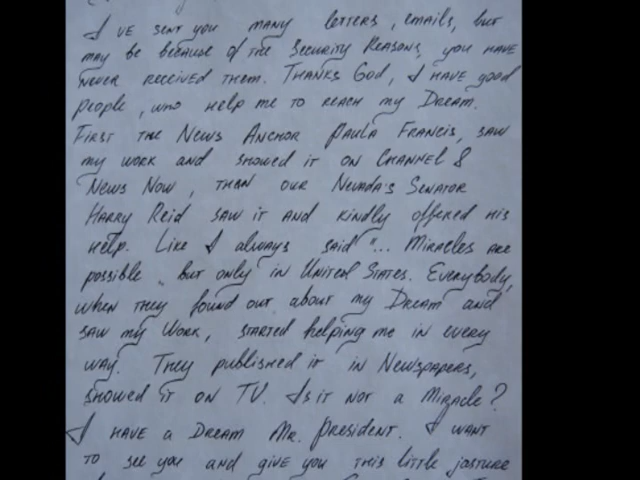 I've sent you many letters, emails, but
may be because of the Security Reasons, you have
never received them. Thanks God, I have good
people, who help me to reach my Dream.
First the News Anchor Paula Francis, saw
my work and showed it on Channel 8
News Now, then our Nevada's Senator
Harry Reid saw it and kindly offered his
help. Like I always said "... Miracles are
possible „ but only in United States. Everybody,
when they found out about my Dream and
saw my Work, started helping me in every
way. They published it in Newspapers,
showed it on TV. Is it not a Miracle?
I have a Dream Mr. President. I want
to see you and give you this little jasture